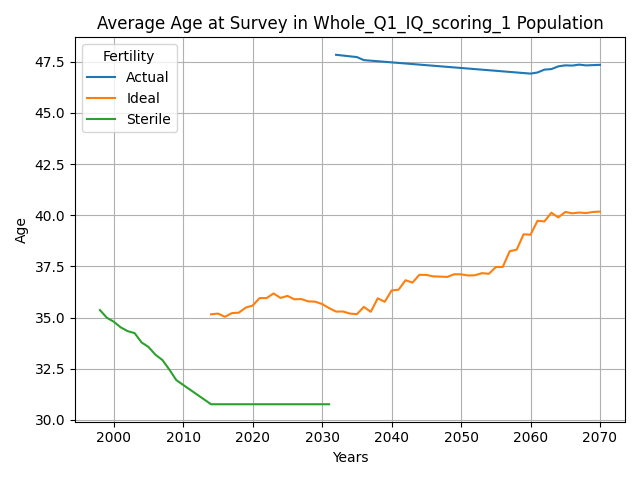 Average Age at Survey in Whole_Q1_IQ_scoring_1 Population
Fertility
Actual
Ideal
Sterile
47.5
45.0
42.5
40.0
37.5
35.0
32.5
30.0
Age
2000 2010 2020 2030 2040 2050 2060 2070
Years